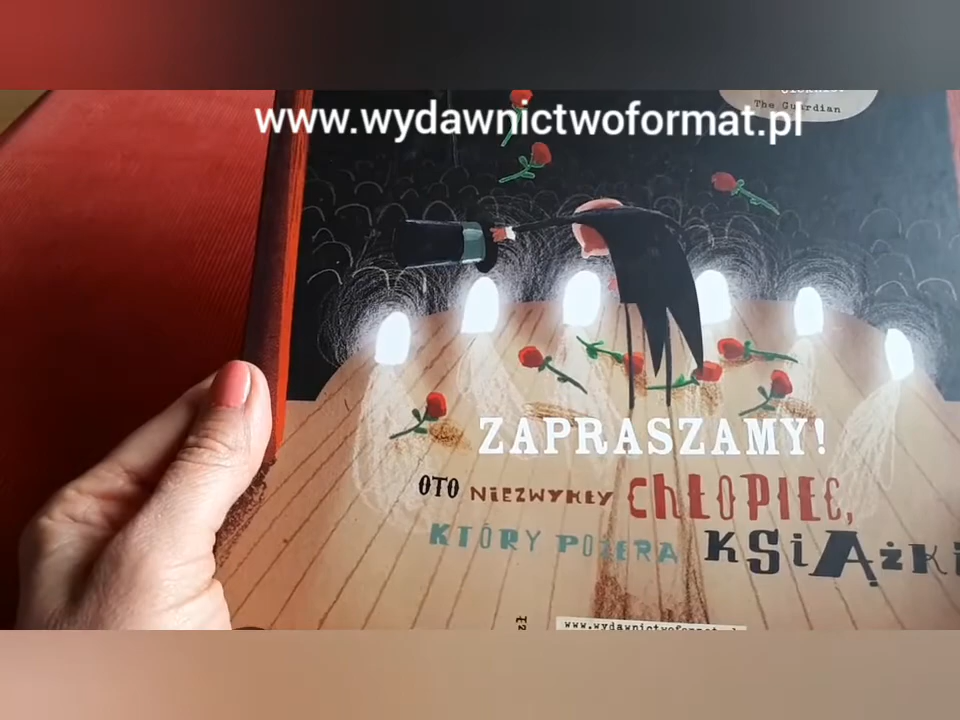 The Guardian
www.wydawnictwoformat.pl
ZAPRASZAMY!
OTO NIEZWYKŁY CHŁOPIEC,
KTÓRY POŻERA KSIĄŻKI